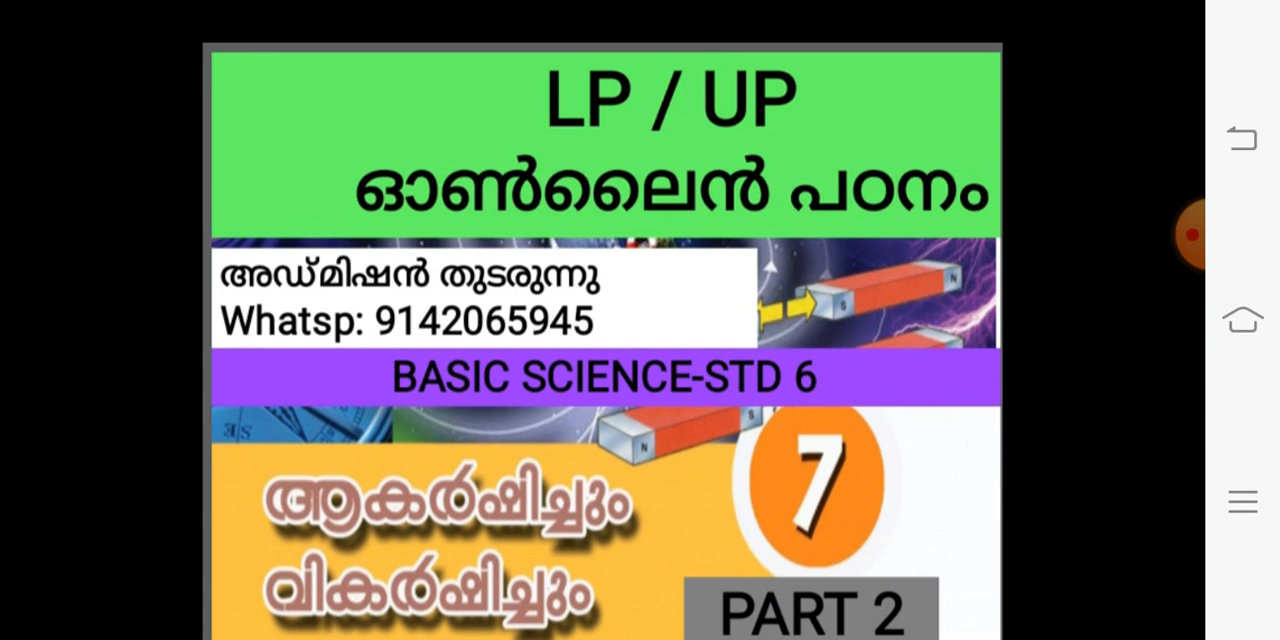 LP / UP
ഓൺലൈൻ പഠനം
അഡ്മിഷൻ തുടരുന്നു
Whatsp: 9142065945
BASIC SCIENCE-STD 6
N
S
S
N
7
ആകർഷിച്ചും
വികർഷിച്ചും
PART 2